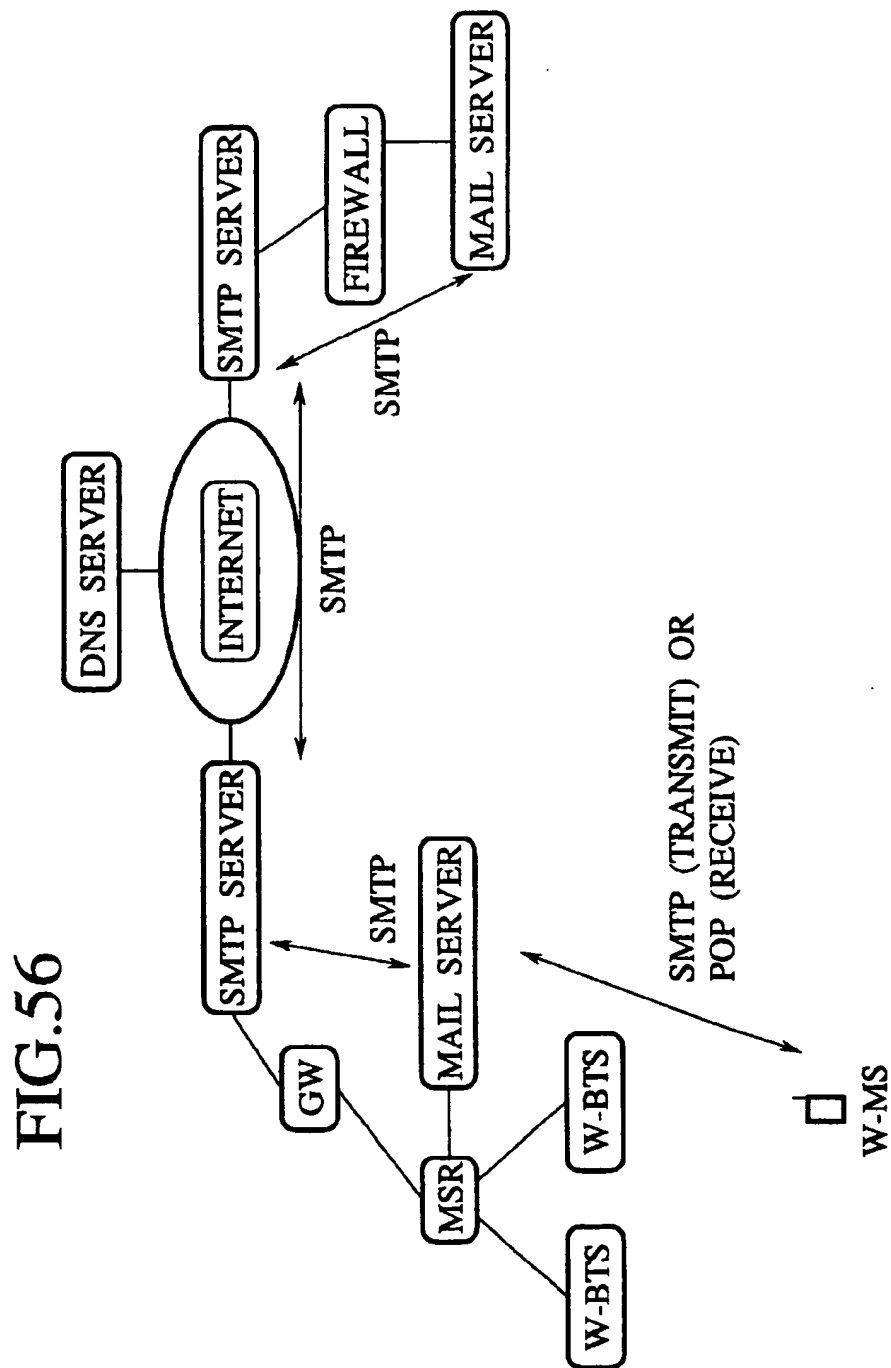 FIG.56
DNS SERVER
SMTP SERVER
INTERNET
SMTP SERVER
GW
SMTP
SMTP
SMTP
FIREWALL
MSR
MAIL SERVER
MAIL SERVER
W-BTS
W-BTS
SMTP (TRANSMIT) OR
POP (RECEIVE)
W-MS